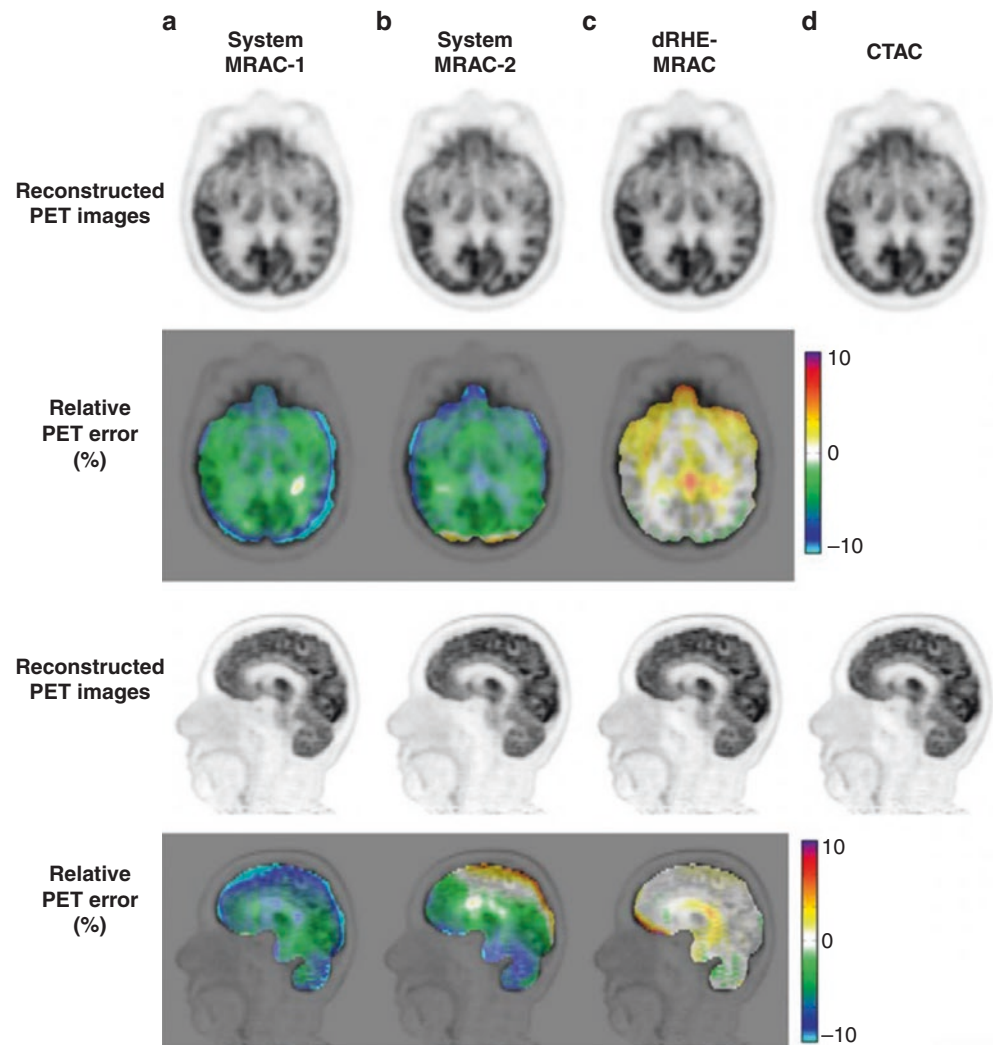 a
b
c
d
System
MRAC-1
System
MRAC-2
dRHE-
MRAC
CTAC
Reconstructed
PET images
Relative
PET error
(%)
10
0
–10
Reconstructed
PET images
Relative
PET error
(%)
10
0
–10